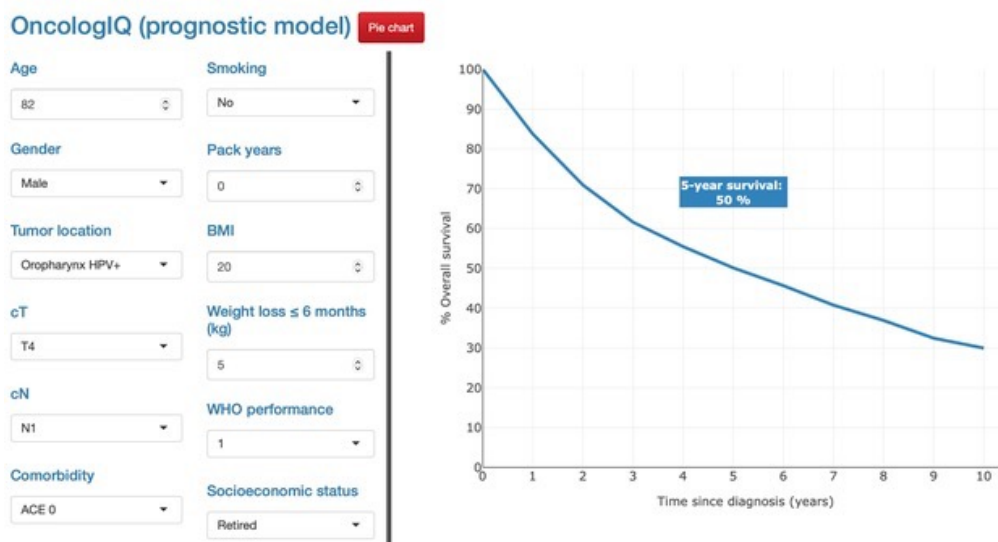 OncologIQ (prognostic model)
Pie chart
Age
82
Gender
Male
Tumor location
Oropharynx HPV+
cT
T4
cN
N1
Comorbidity
ACE 0
Smoking
No
Pack years
0
BMI
20
Weight loss ≤ 6 months
(kg)
5
WHO performance
1
Socioeconomic status
Retired
% Overall survival
100
90
80
70
60
50
40
30
20
10
0
5-year survival:
50 %
0 1 2 3 4 5 6 7 8 9 10
Time since diagnosis (years)